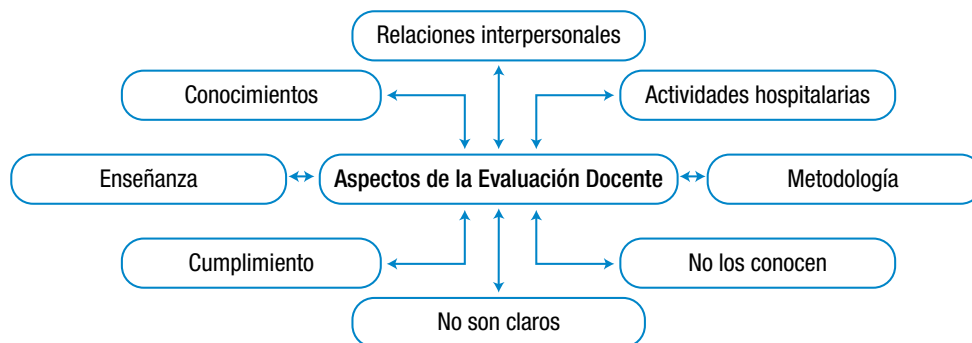 Relaciones interpersonales
Conocimientos
Actividades hospitalarias
Enseñanza
Aspectos de la Evaluación Docente
Metodología
Cumplimiento
No los conocen
No son claros